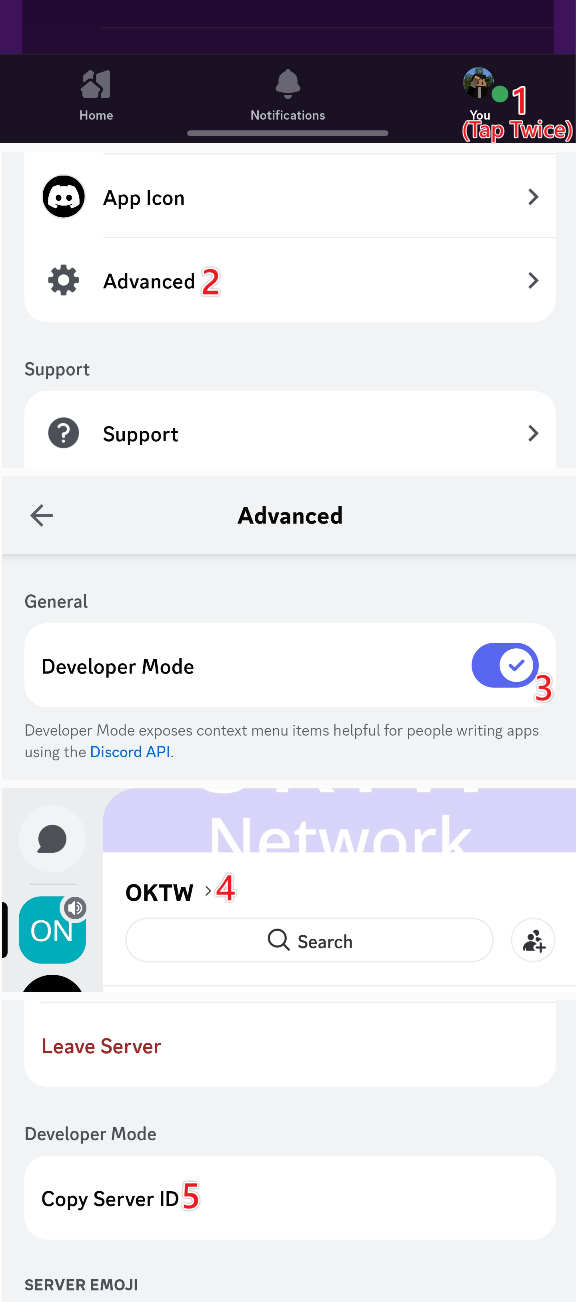 Home
Notifications
You
1
(Tap Twice)
App Icon
Advanced 2
Support
Support
Advanced
General
Developer Mode
3
Developer Mode exposes context menu items helpful for people writing apps
using the Discord API.
Network
OKTW > 4
ON
Search
Leave Server
Developer Mode
Copy Server ID 5
SERVER EMOJI